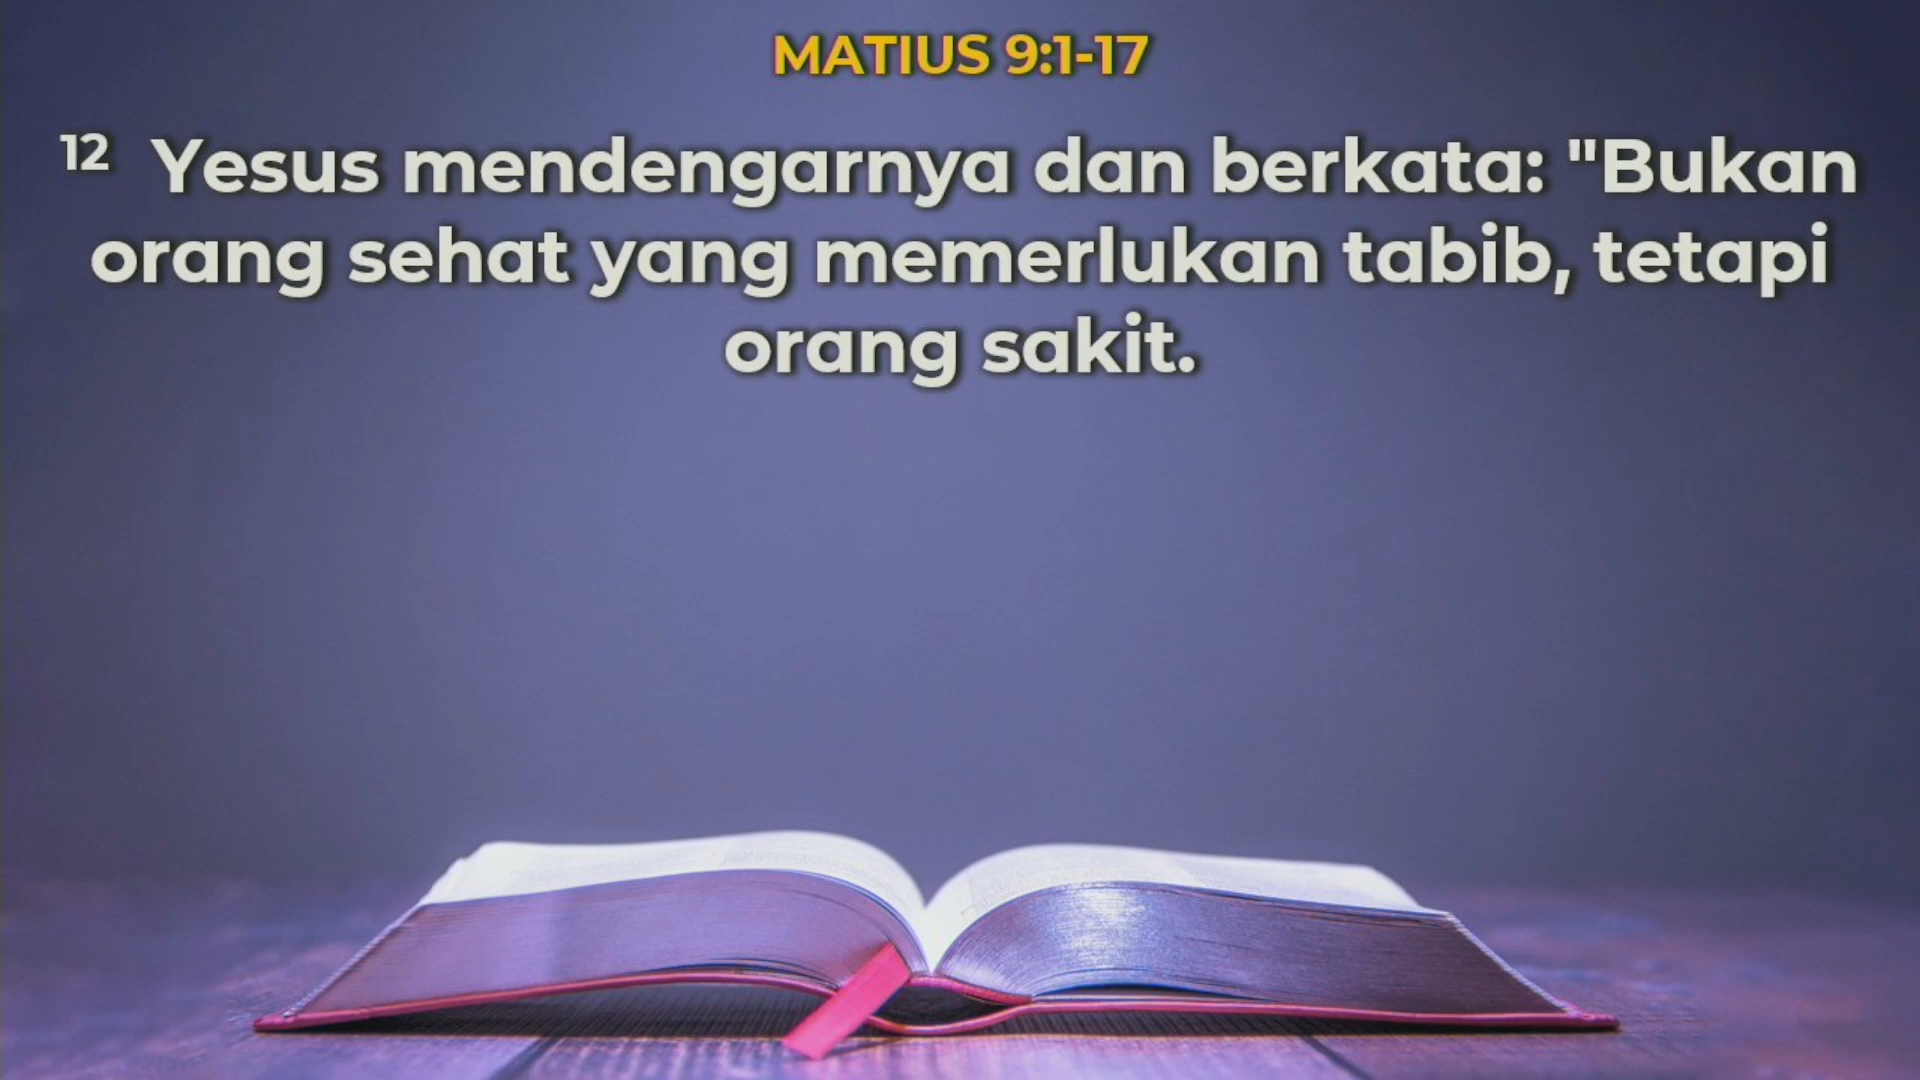 MATIUS 9:1-17
12 Yesus mendengarnya dan berkata: "Bukan
orang sehat yang memerlukan tabib, tetapi
orang sakit.